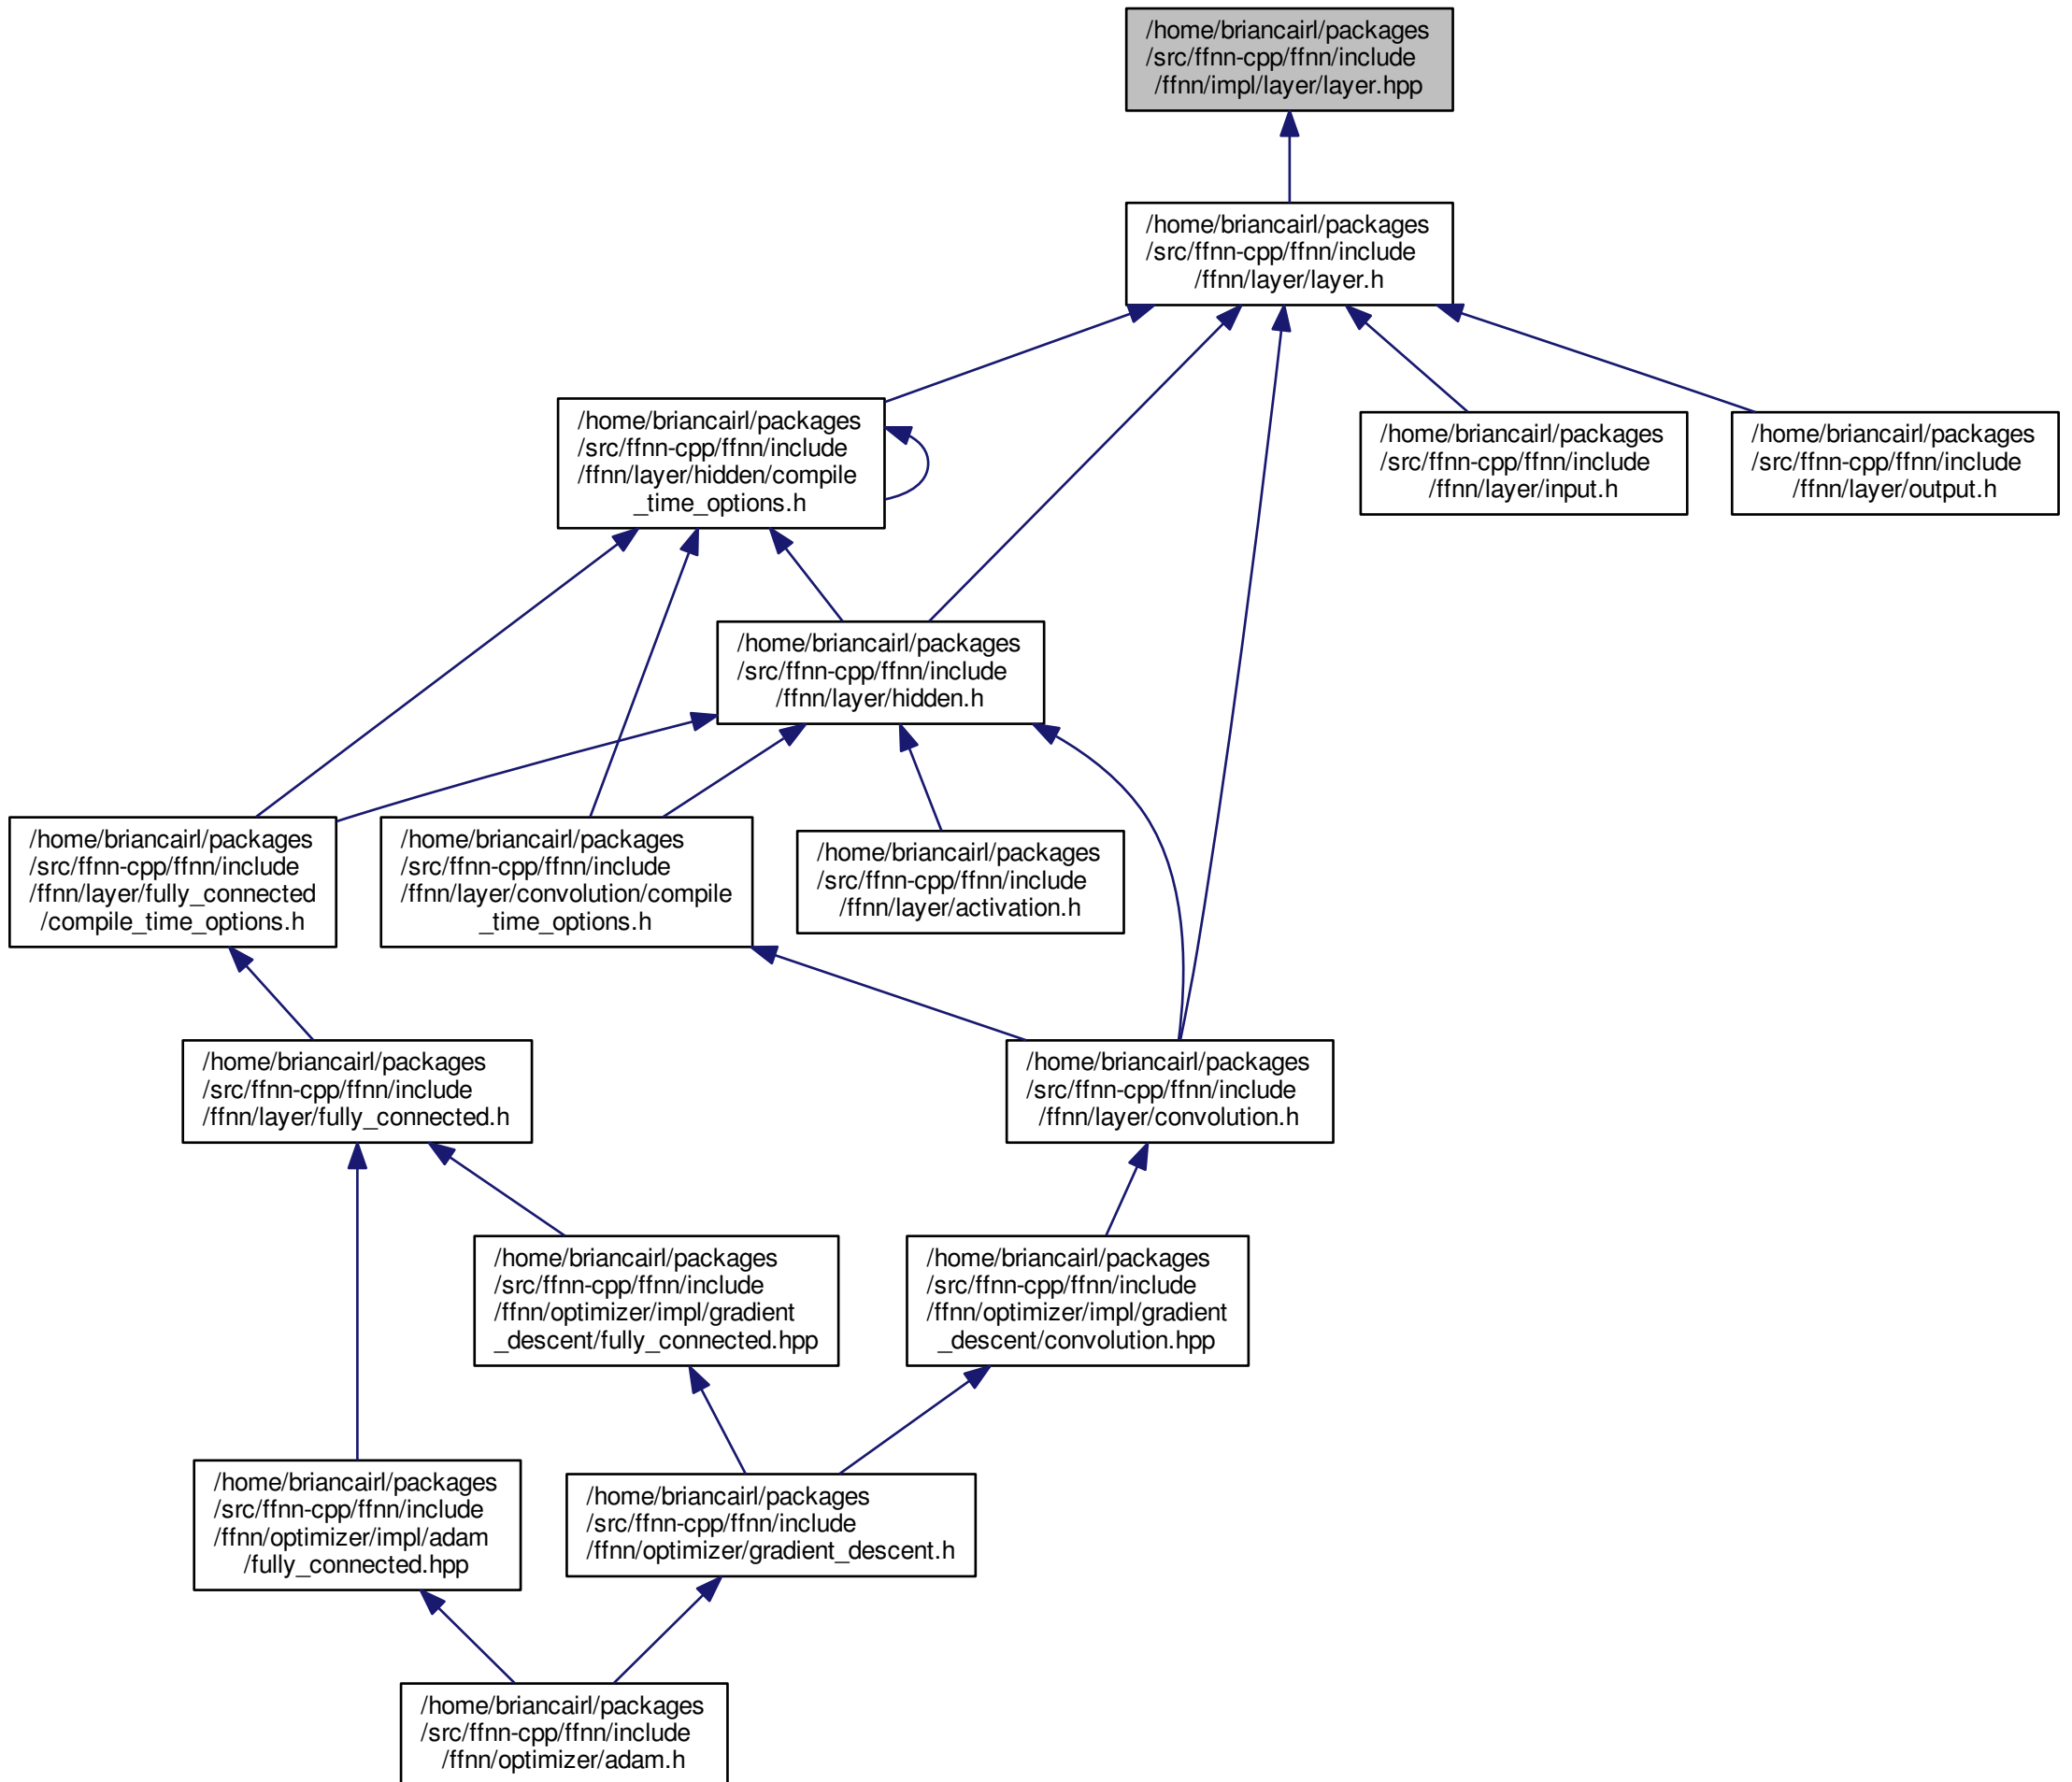 /home/briancairl/packages
/src/ffnn-cpp/ffnn/include
/ffnn/impl/layer/layer.hpp
/home/briancairl/packages
/src/ffnn-cpp/ffnn/include
/ffnn/layer/layer.h
/home/briancairl/packages
/src/ffnn-cpp/ffnn/include
/ffnn/layer/hidden/compile
_time_options.h
/home/briancairl/packages
/src/ffnn-cpp/ffnn/include
/ffnn/layer/input.h
/home/briancairl/packages
/src/ffnn-cpp/ffnn/include
/ffnn/layer/output.h
/home/briancairl/packages
/src/ffnn-cpp/ffnn/include
/ffnn/layer/hidden.h
/home/briancairl/packages
/src/ffnn-cpp/ffnn/include
/ffnn/layer/fully_connected
/compile_time_options.h
/home/briancairl/packages
/src/ffnn-cpp/ffnn/include
/ffnn/layer/convolution/compile
_time_options.h
/home/briancairl/packages
/src/ffnn-cpp/ffnn/include
/ffnn/layer/activation.h
/home/briancairl/packages
/src/ffnn-cpp/ffnn/include
/ffnn/layer/fully_connected.h
/home/briancairl/packages
/src/ffnn-cpp/ffnn/include
/ffnn/layer/convolution.h
/home/briancairl/packages
/src/ffnn-cpp/ffnn/include
/ffnn/optimizer/impl/gradient
_descent/fully_connected.hpp
/home/briancairl/packages
/src/ffnn-cpp/ffnn/include
/ffnn/optimizer/impl/gradient
_descent/convolution.hpp
/home/briancairl/packages
/src/ffnn-cpp/ffnn/include
/ffnn/optimizer/impl/adam
/fully_connected.hpp
/home/briancairl/packages
/src/ffnn-cpp/ffnn/include
/ffnn/optimizer/gradient_descent.h
/home/briancairl/packages
/src/ffnn-cpp/ffnn/include
/ffnn/optimizer/adam.h